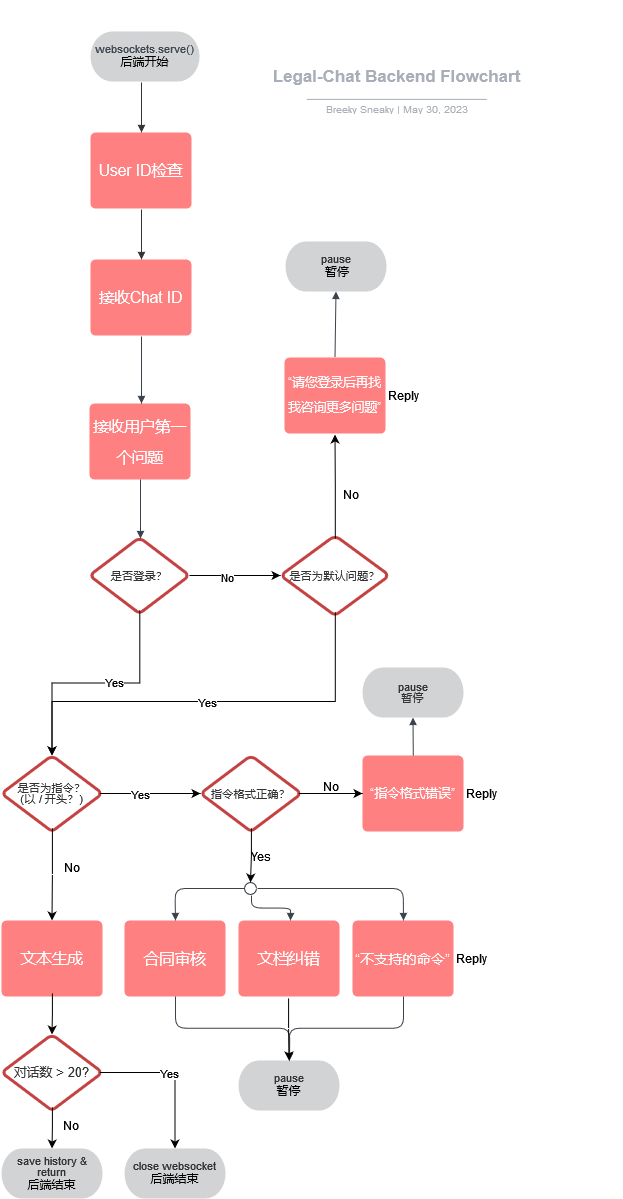 websockets.serve()
后端开始
Legal-Chat Backend Flowchart
Breeky Sneaky | May 30, 2023
User ID检查
接收Chat ID
pause
暂停
“请您登录后再找
我咨询更多问题”
Reply
接收用户第一
个问题
No
是否登录?
No
是否为默认问题?
Yes
Yes
pause
暂停
是否为指令?
(以 / 开头? )
Yes
指令格式正确?
No
“指令格式错误”
Reply
No
Yes
文本生成
合同审核
文档纠错
“不支持的命令”
Reply
对话数 > 20?
Yes
pause
暂停
No
save history &
return
后端结束
close websocket
后端结束